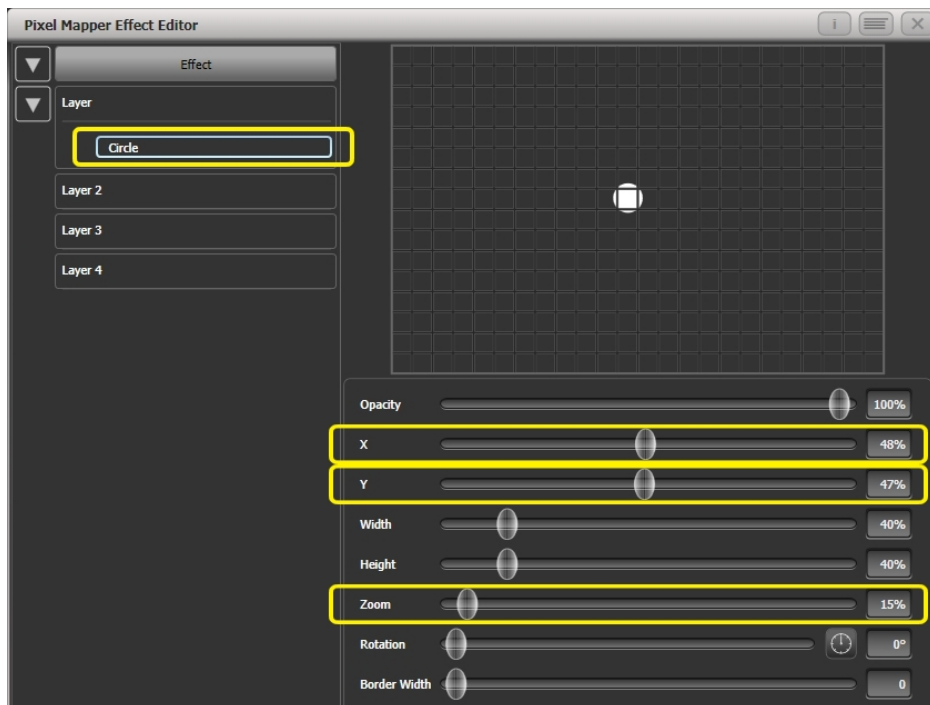 Pixel Mapper Effect Editor
i
Effect
Layer
Circle
Layer 2
Layer 3
Layer 4
Opacity 100%
X 48%
Y 47%
Width 40%
Height 40%
Zoom 15%
Rotation 0°
Border Width 0